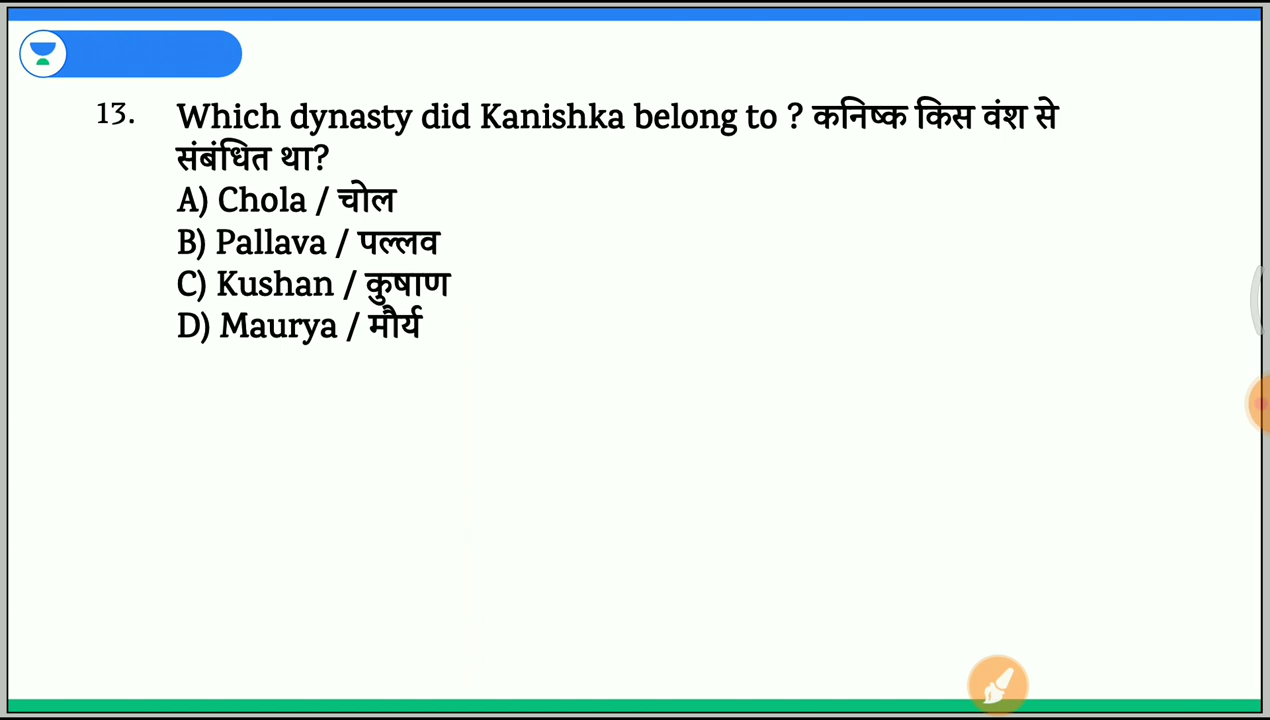 13. Which dynasty did Kanishka belong to ? कनिष्क किस वंश से
संबंधित था?
A) Chola / चोल
B) Pallava / पल्लव
C) Kushan / कुषाण
D) Maurya / मौर्य